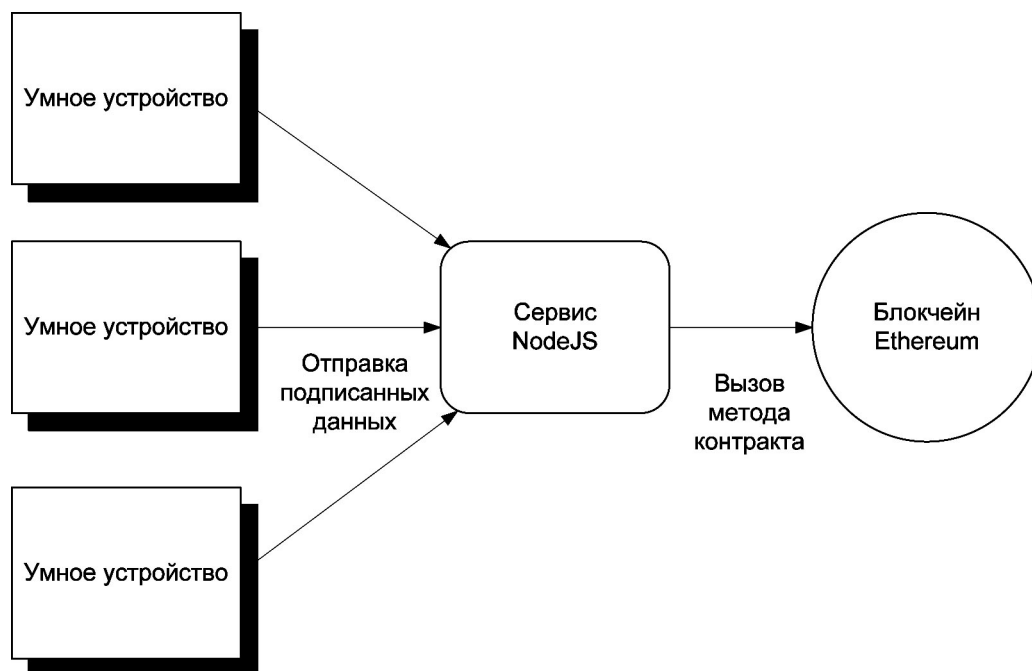 Умное устройство
Умное устройство
Умное устройство
Отправка
подписанных
данных
Сервис
NodeJS
Вызов
метода
контракта
Блокчейн
Ethereum